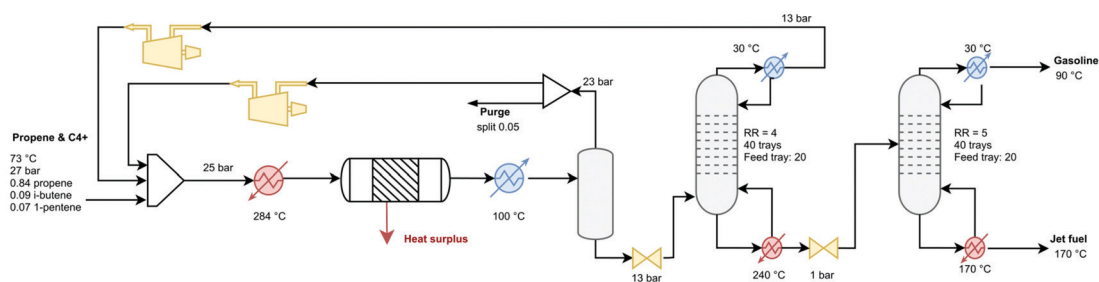 13 bar
30 °C
30 °C
Gasoline
90 °C
23 bar
Purge
split 0.05
Propene & C4+
73 °C
27 bar
0.84 propene
0.09 i-butene
0.07 1-pentene
25 bar
RR = 4
40 trays
Feed tray: 20
RR = 5
40 trays
Feed tray: 20
284 °C
Heat surplus
100 °C
13 bar
240 °C
1 bar
170 °C
Jet fuel
170 °C